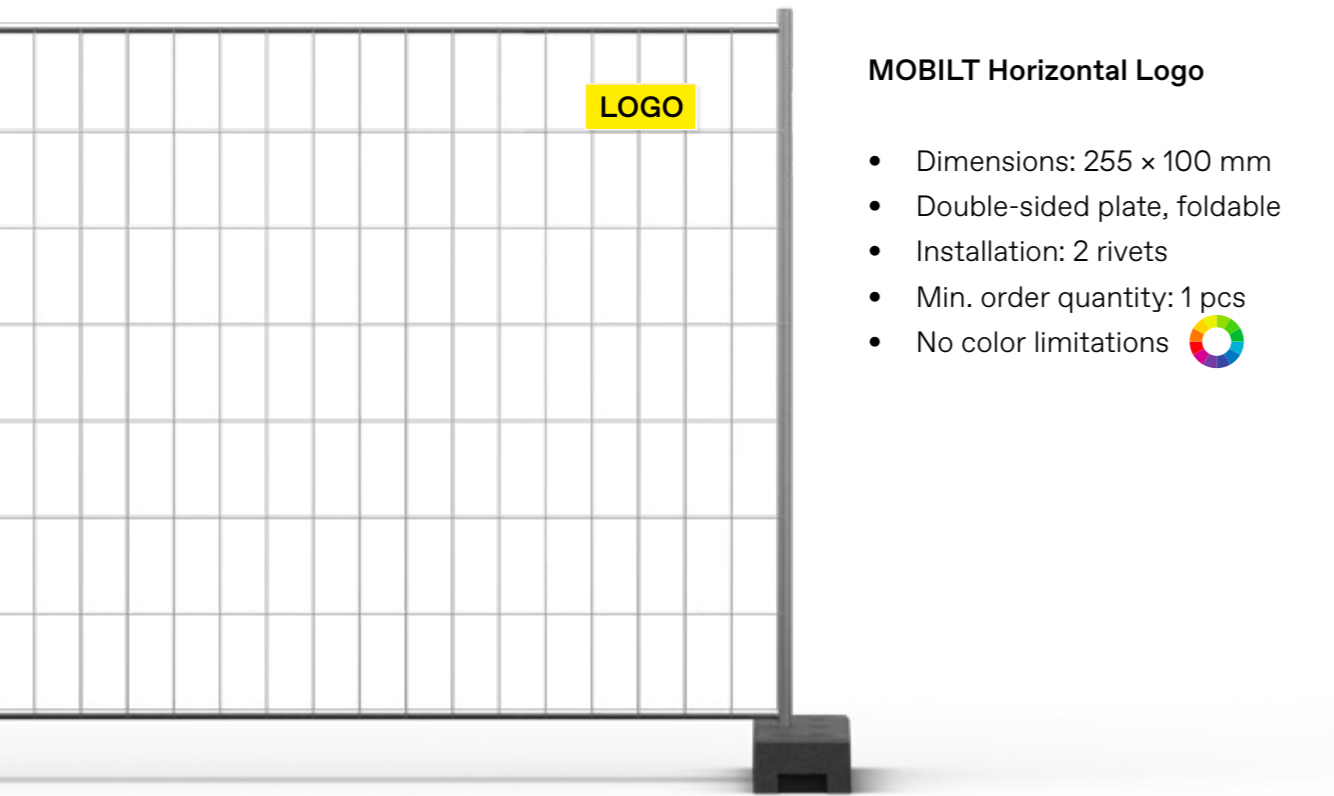 LOGO
MOBILT Horizontal Logo
• Dimensions: 255 × 100 mm
• Double-sided plate, foldable
• Installation: 2 rivets
• Min. order quantity: 1 pcs
• No color limitations